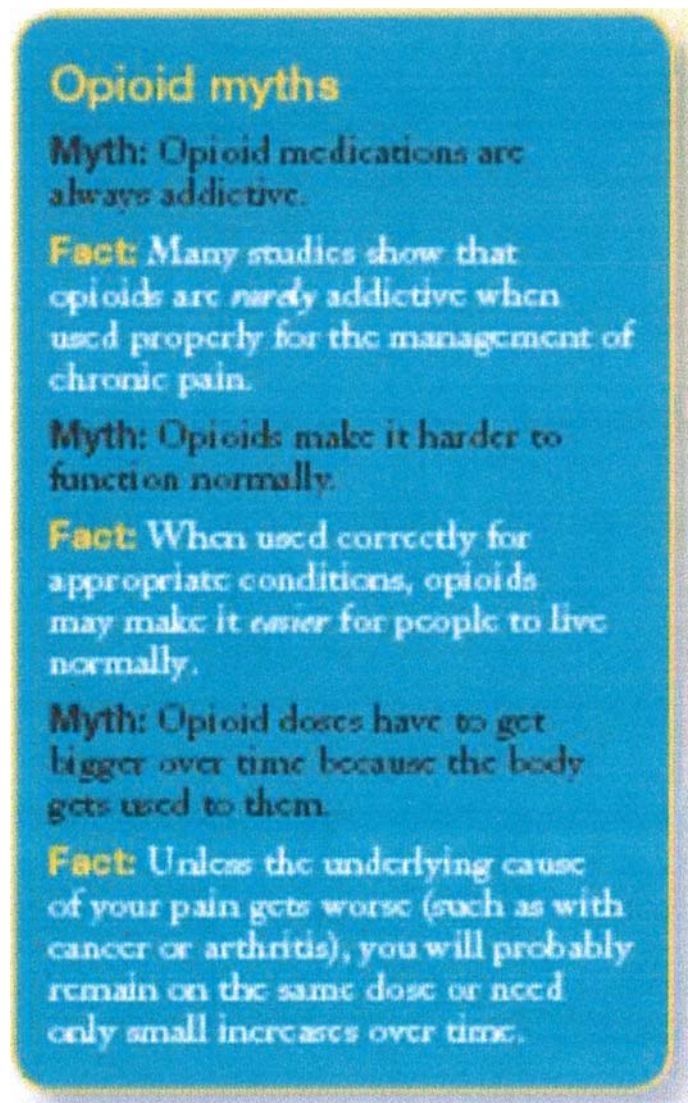 Opioid myths
Myth: Opioid medications are
always addictive.
Fact: Many studies show that
opioids are rarely addictive when
used properly for the management of
chronic pain.
Myth: Opioids make it harder to
function normally.
Fact: When used correctly for
appropriate conditions, opioids
may make it easier for people to live
normally.
Myth: Opioid doses have to get
bigger over time because the body
gets used to them.
Fact: Unless the underlying cause
of your pain gets worse (such as with
cancer or arthritis), you will probably
remain on the same dose or need
only small increases over time.